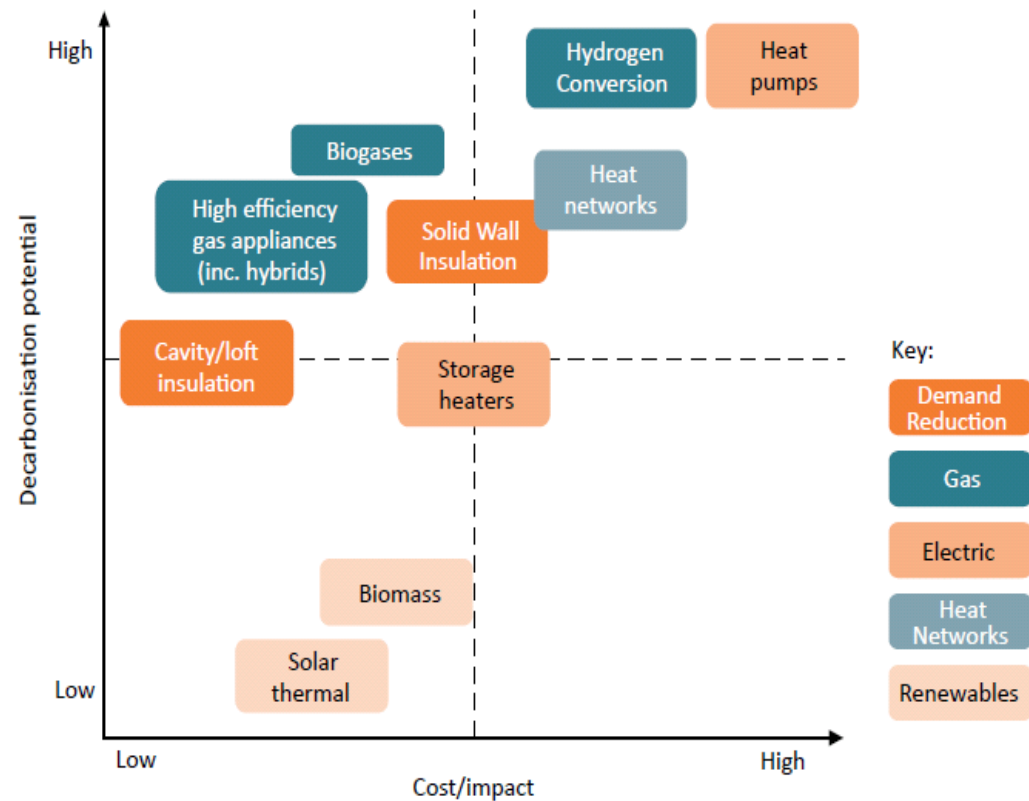 High
Hydrogen
Conversion
Heat
pumps
Biogases
Heat
networks
High efficiency
gas appliances
(inc. hybrids)
Solid Wall
Insulation
Decarbonisation potential
Cavity/loft
insulation
Storage
heaters
Key:
Demand
Reduction
Gas
Electric
Biomass
Heat
Networks
Solar
thermal
Low
Renewables
Low
High
Cost/impact